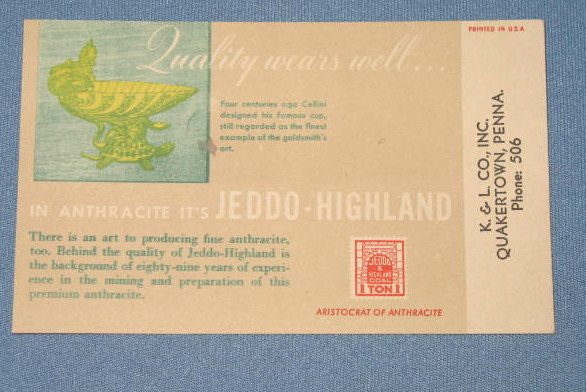 Quality wears well...
Four centuries ago Cellini
designed his famous cup,
still regarded as the finest
example of the goldsmith's
art.
IN ANTHRACITE IT'S JEDDO-HIGHLAND
There is an art to producing fine anthracite,
too. Behind the quality of Jeddo-Highland is
the background of eighty-nine years of experi-
ence in the mining and preparation of this
premium anthracite.
JEDDO
HIGHLAND
COAL
1 TON 1
ARISTOCRAT OF ANTHRACITE
PRINTED IN U.S.A.
K. & L. CO., INC.
QUAKERTOWN, PENNA.
Phone: 506